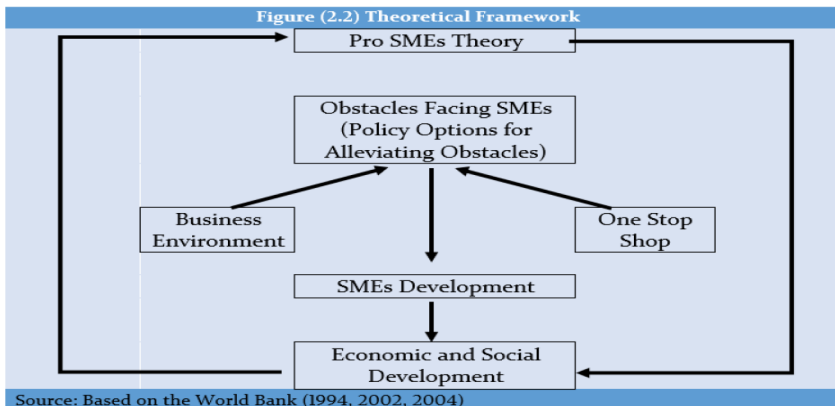 Figure (2.2) Theoretical Framework
Pro SMEs Theory
Obstacles Facing SMEs
(Policy Options for
Alleviating Obstacles)
Business
Environment
One Stop
Shop
SMEs Development
Economic and Social
Development
Source: Based on the World Bank (1994, 2002, 2004)